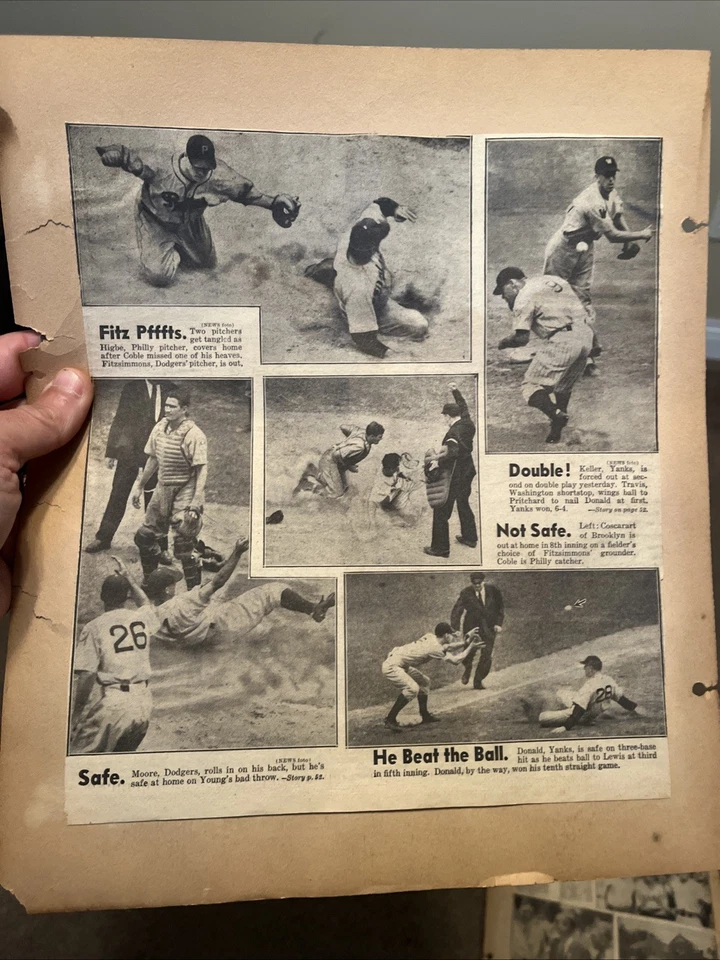 P
Fitz Pfffts. (NEWS foto)
Two pitchers
get tangled as
Higbe, Philly pitcher, covers home
after Coble missed one of his heaves.
Fitzsimmons, Dodgers' pitcher, is out.
9
(NEWS foto)
Double! Keller, Yanks, is
forced out at sec-
ond on double play yesterday. Travis,
Washington shortstop, wings ball to
Pritchard to nail Donald at first.
Yanks won, 6-4. —Story on page 52.
Not Safe. Left: Coscarart
of Brooklyn is
out at home in 8th inning on a fielder's
choice of Fitzsimmons' grounder.
Coble is Philly catcher.
26
28
(NEWS foto)
Safe. Moore, Dodgers, rolls in on his back, but he's
safe at home on Young's bad throw. —Story p. 52.
He Beat the Ball. Donald, Yanks, is safe on three-base
hit as he beats ball to Lewis at third
in fifth inning. Donald, by the way, won his tenth straight game.